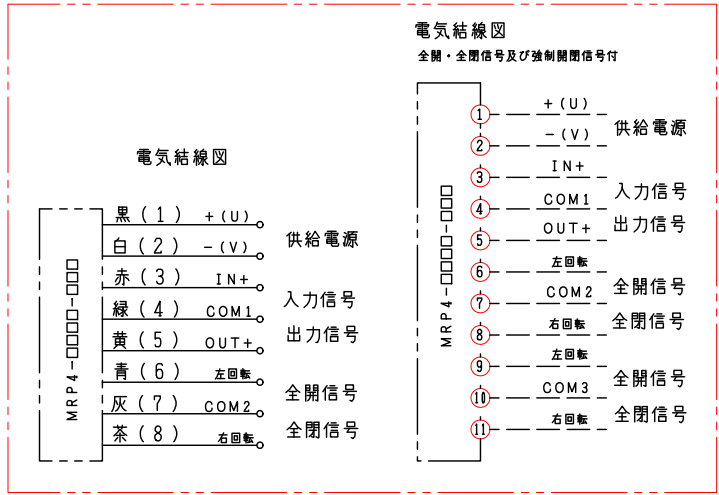 電気結線図
黒(1) +(U)
白(2) -(V)
供給電源
赤(3) IN+
緑(4) COM1
入力信号
黄(5) OUT+
出力信号
青(6) 左回転
灰(7) COM2
全開信号
茶(8) 右回転
全閉信号
MRP4-□□□□-□□□
電気結線図
全開・全閉信号及び強制開閉信号付
1 +(U)
2 -(V)
供給電源
3 IN+
4 COM1
入力信号
5 OUT+
出力信号
6 左回転
7 COM2
全開信号
8 右回転
全閉信号
9 左回転
10 COM3
全開信号
11 右回転
全閉信号
MRP4-□□□□-□□□